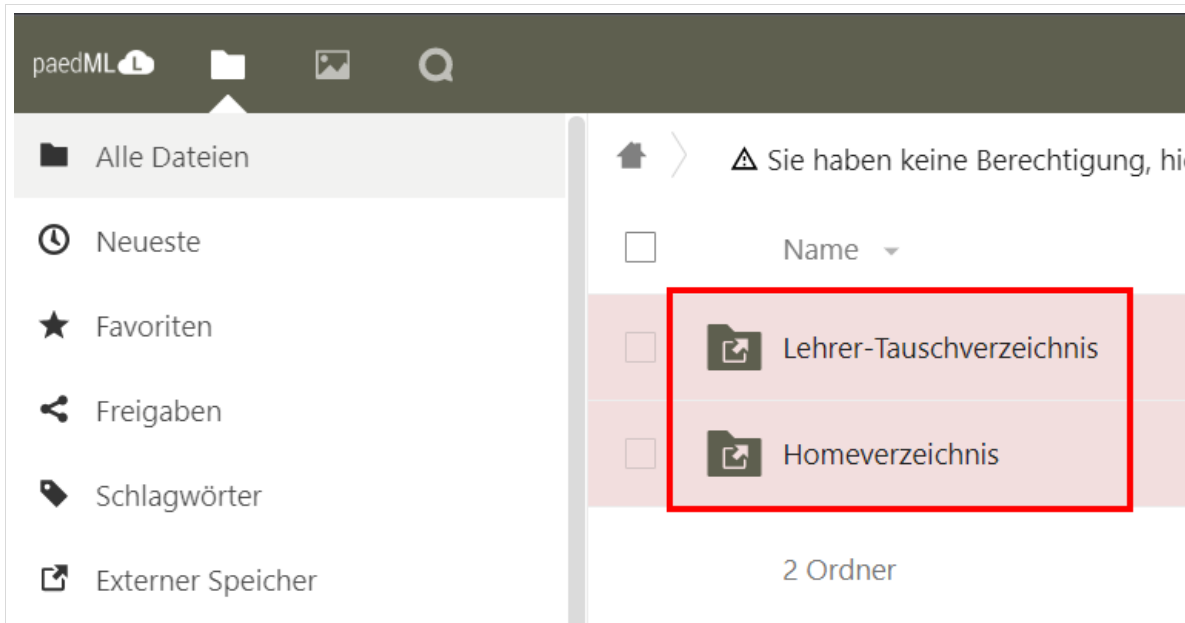 paedML L
Alle Dateien
Neueste
Favoriten
Freigaben
Schlagwörter
Externer Speicher
Sie haben keine Berechtigung,
Name
Lehrer-Tauschverzeichnis
Homeverzeichnis
2 Ordner